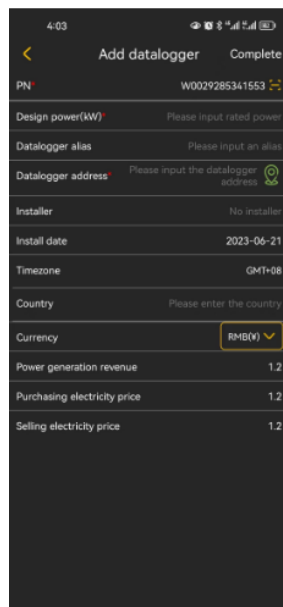 4:03
Add datalogger Complete
PN* W0029285341553
Design power(kW)* Please input rated power
Datalogger alias Please input an alias
Datalogger address* Please input the datalogger
address
Installer No installer
Install date 2023-06-21
Timezone GMT+08
Country Please enter the country
Currency RMB(¥)
Power generation revenue 1.2
Purchasing electricity price 1.2
Selling electricity price 1.2